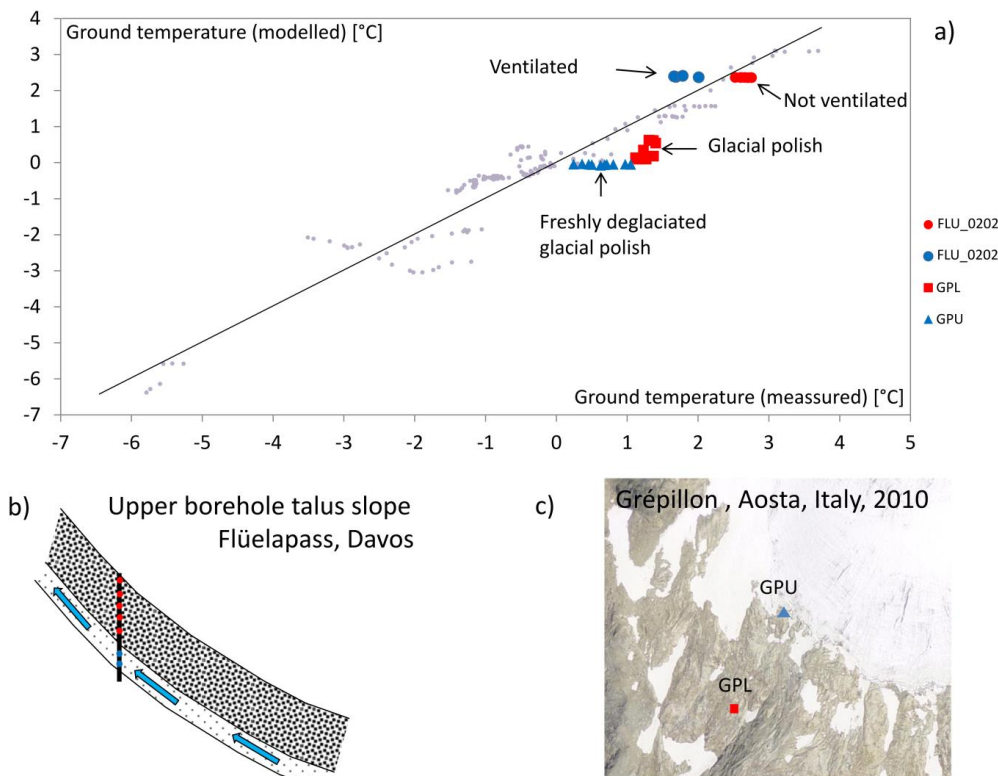 a)
Ground temperature (modelled) [°C]
4
3
2
1
0
-1
-2
-3
-4
-5
-6
-7
Ventilated
Not ventilated
Glacial polish
Freshly deglaciated
glacial polish
FLU_0202
FLU_0202
GPL
GPU
Ground temperature (meassured) [°C]
-7 -6 -5 -4 -3 -2 -1 0 1 2 3 4 5
b)
Upper borehole talus slope
Flüelapass, Davos
c)
Grépillon , Aosta, Italy, 2010
GPU
GPL